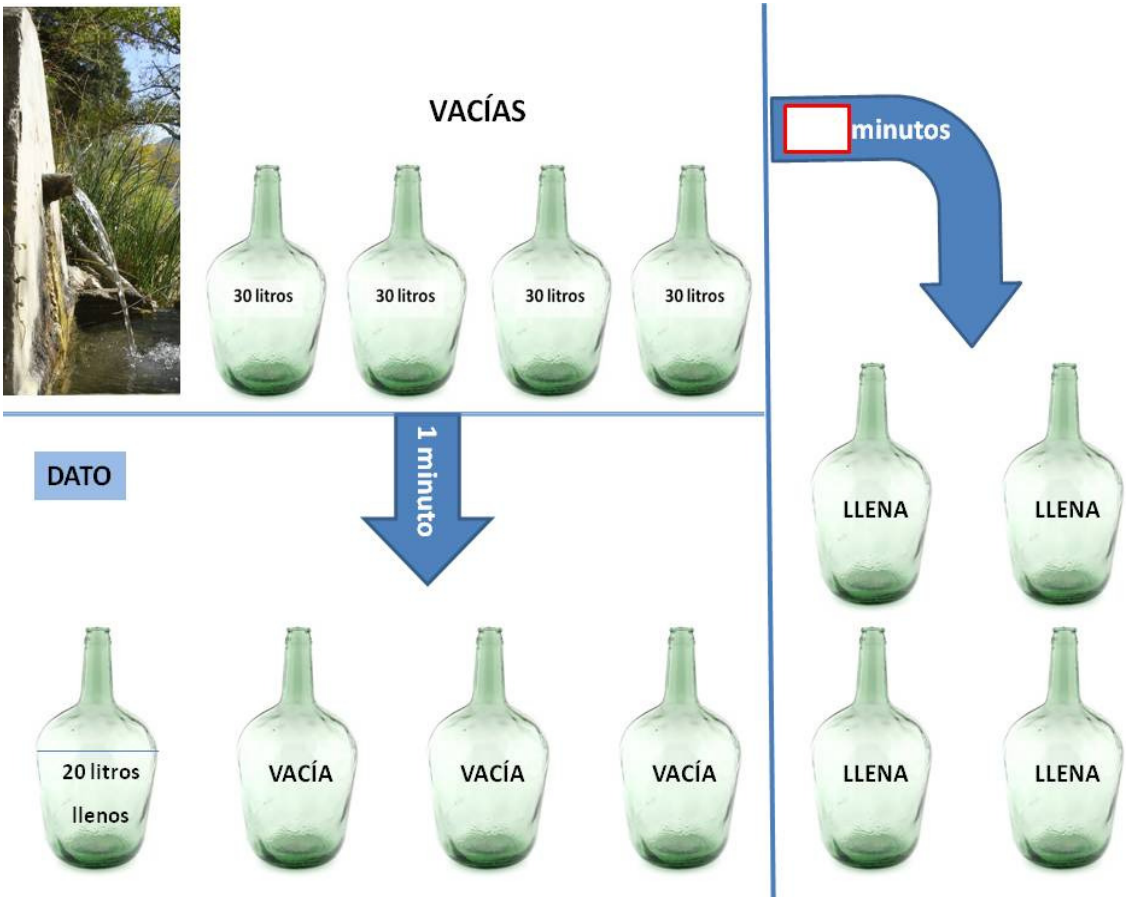 VACÍAS
30 litros
30 litros
30 litros
30 litros
minutos
DATO
1 minuto
20 litros
llenos
VACÍA
VACÍA
VACÍA
LLENA
LLENA
LLENA
LLENA